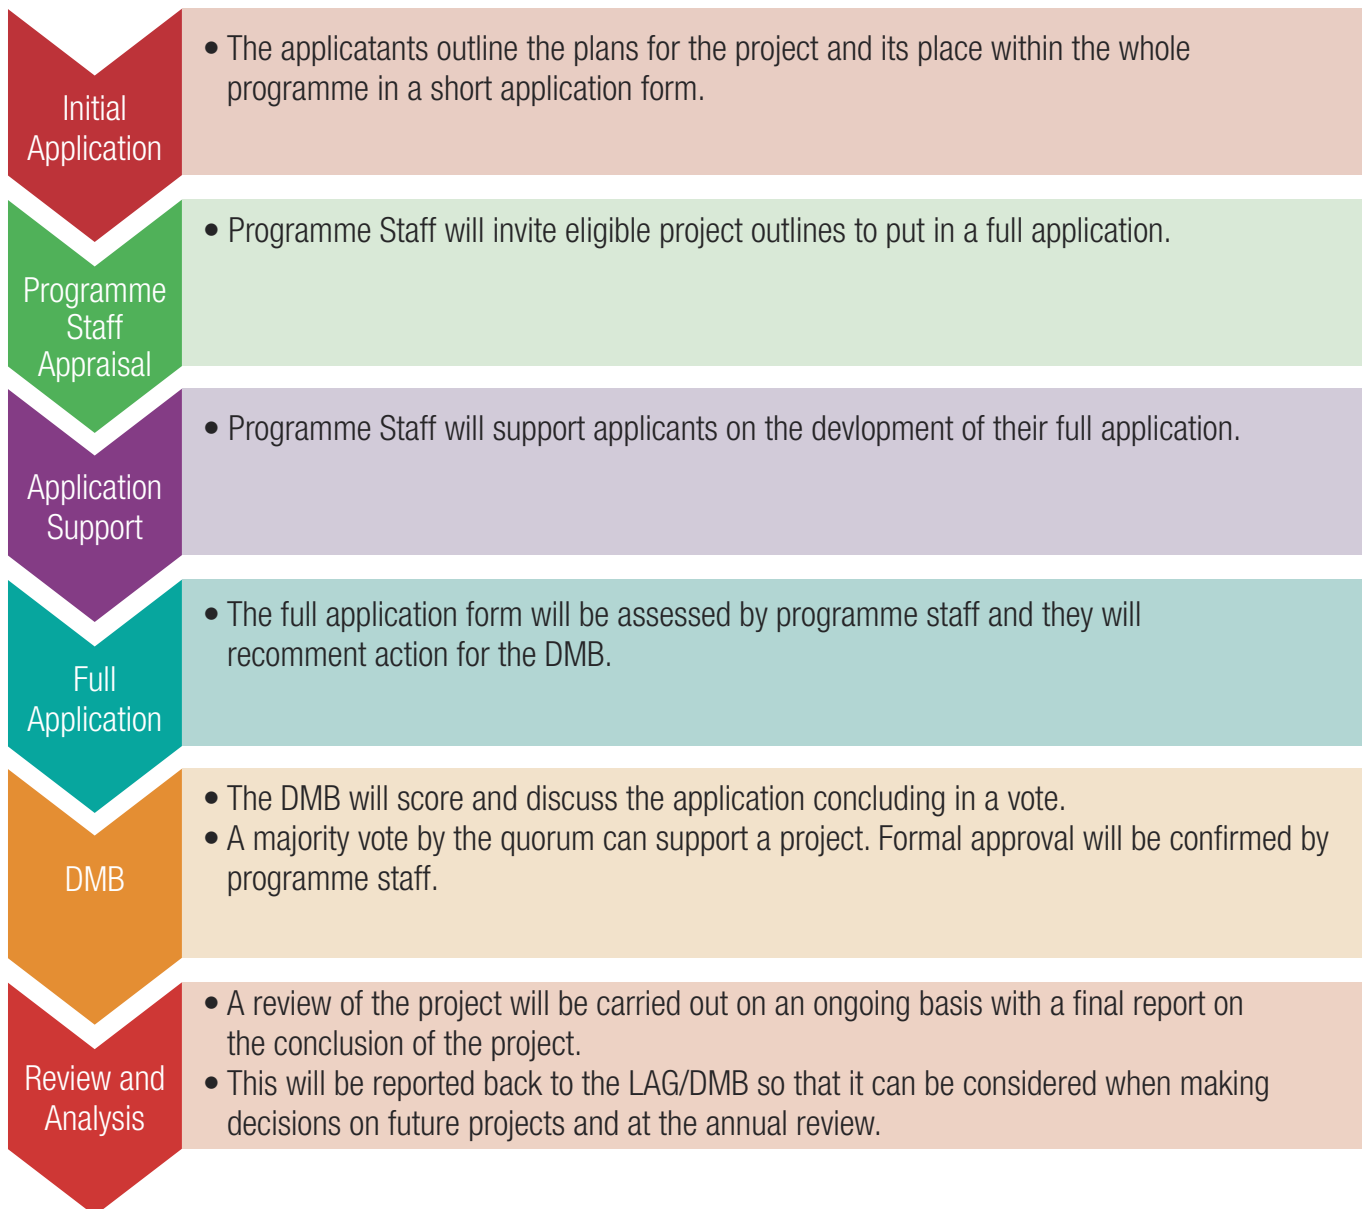 Initial
Application
• The applicatants outline the plans for the project and its place within the whole
programme in a short application form.
Programme
Staff
Appraisal
• Programme Staff will invite eligible project outlines to put in a full application.
Application
Support
• Programme Staff will support applicants on the devlopment of their full application.
Full
Application
• The full application form will be assessed by programme staff and they will
recomment action for the DMB.
DMB
• The DMB will score and discuss the application concluding in a vote.
• A majority vote by the quorum can support a project. Formal approval will be confirmed by
programme staff.
Review and
Analysis
• A review of the project will be carried out on an ongoing basis with a final report on
the conclusion of the project.
• This will be reported back to the LAG/DMB so that it can be considered when making
decisions on future projects and at the annual review.